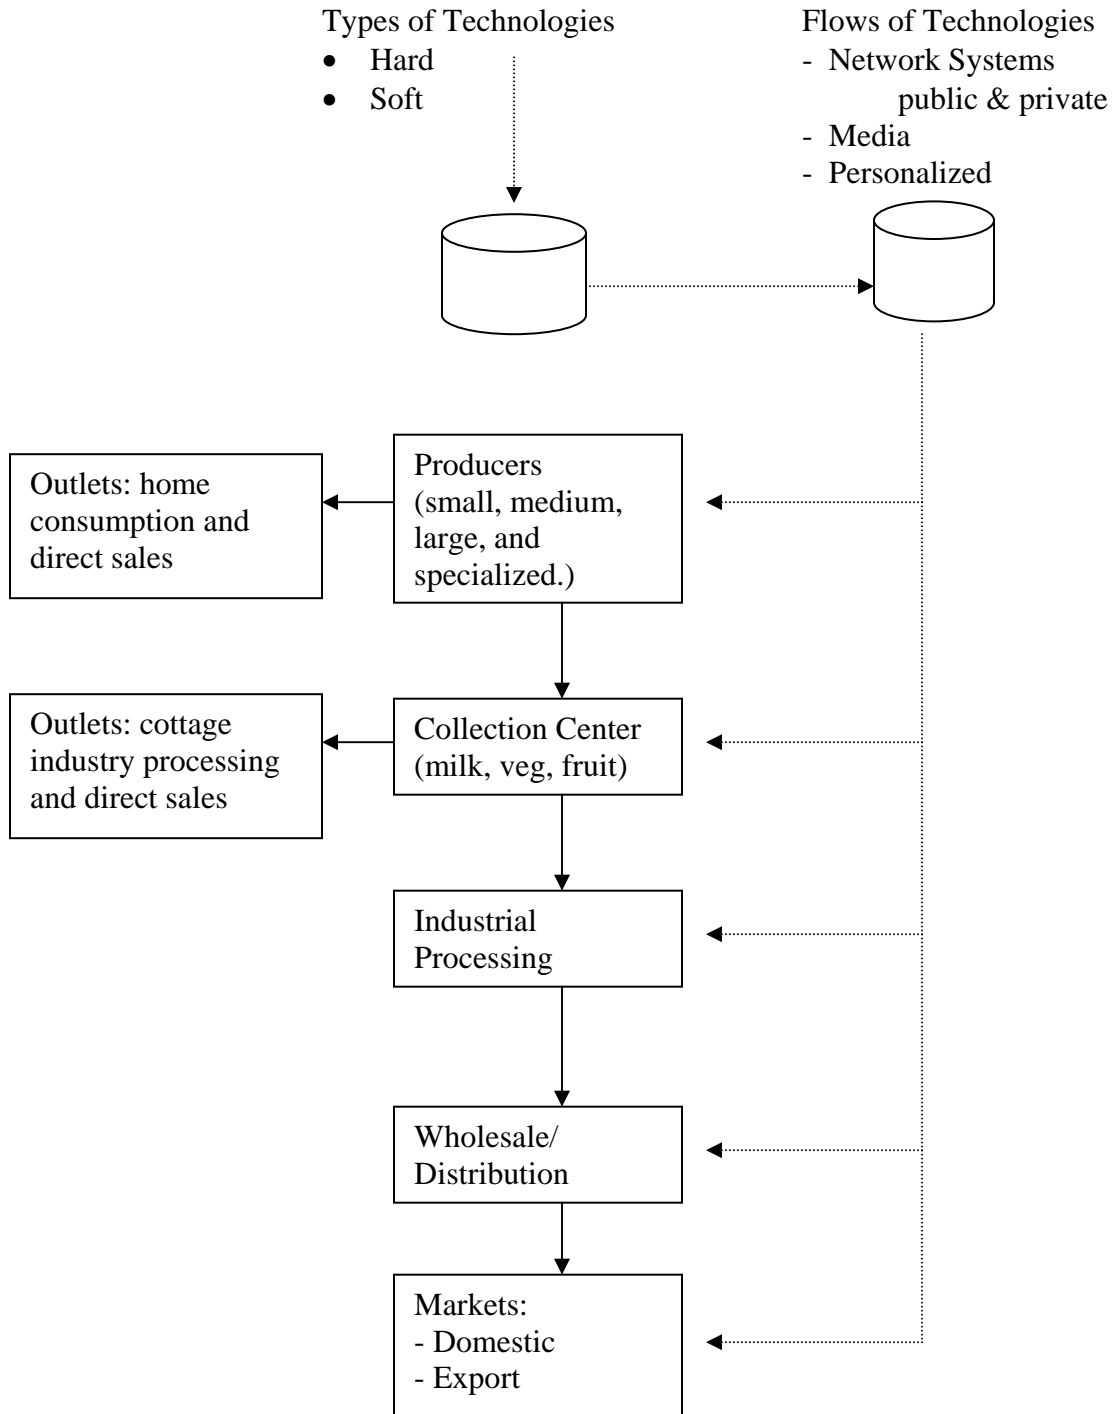 Types of Technologies
• Hard
• Soft
Flows of Technologies
- Network Systems
public & private
- Media
- Personalized
Producers
(small, medium,
large, and
specialized.)
Outlets: home
consumption and
direct sales
Collection Center
(milk, veg, fruit)
Outlets: cottage
industry processing
and direct sales
Industrial
Processing
Wholesale/
Distribution
Markets:
- Domestic
- Export